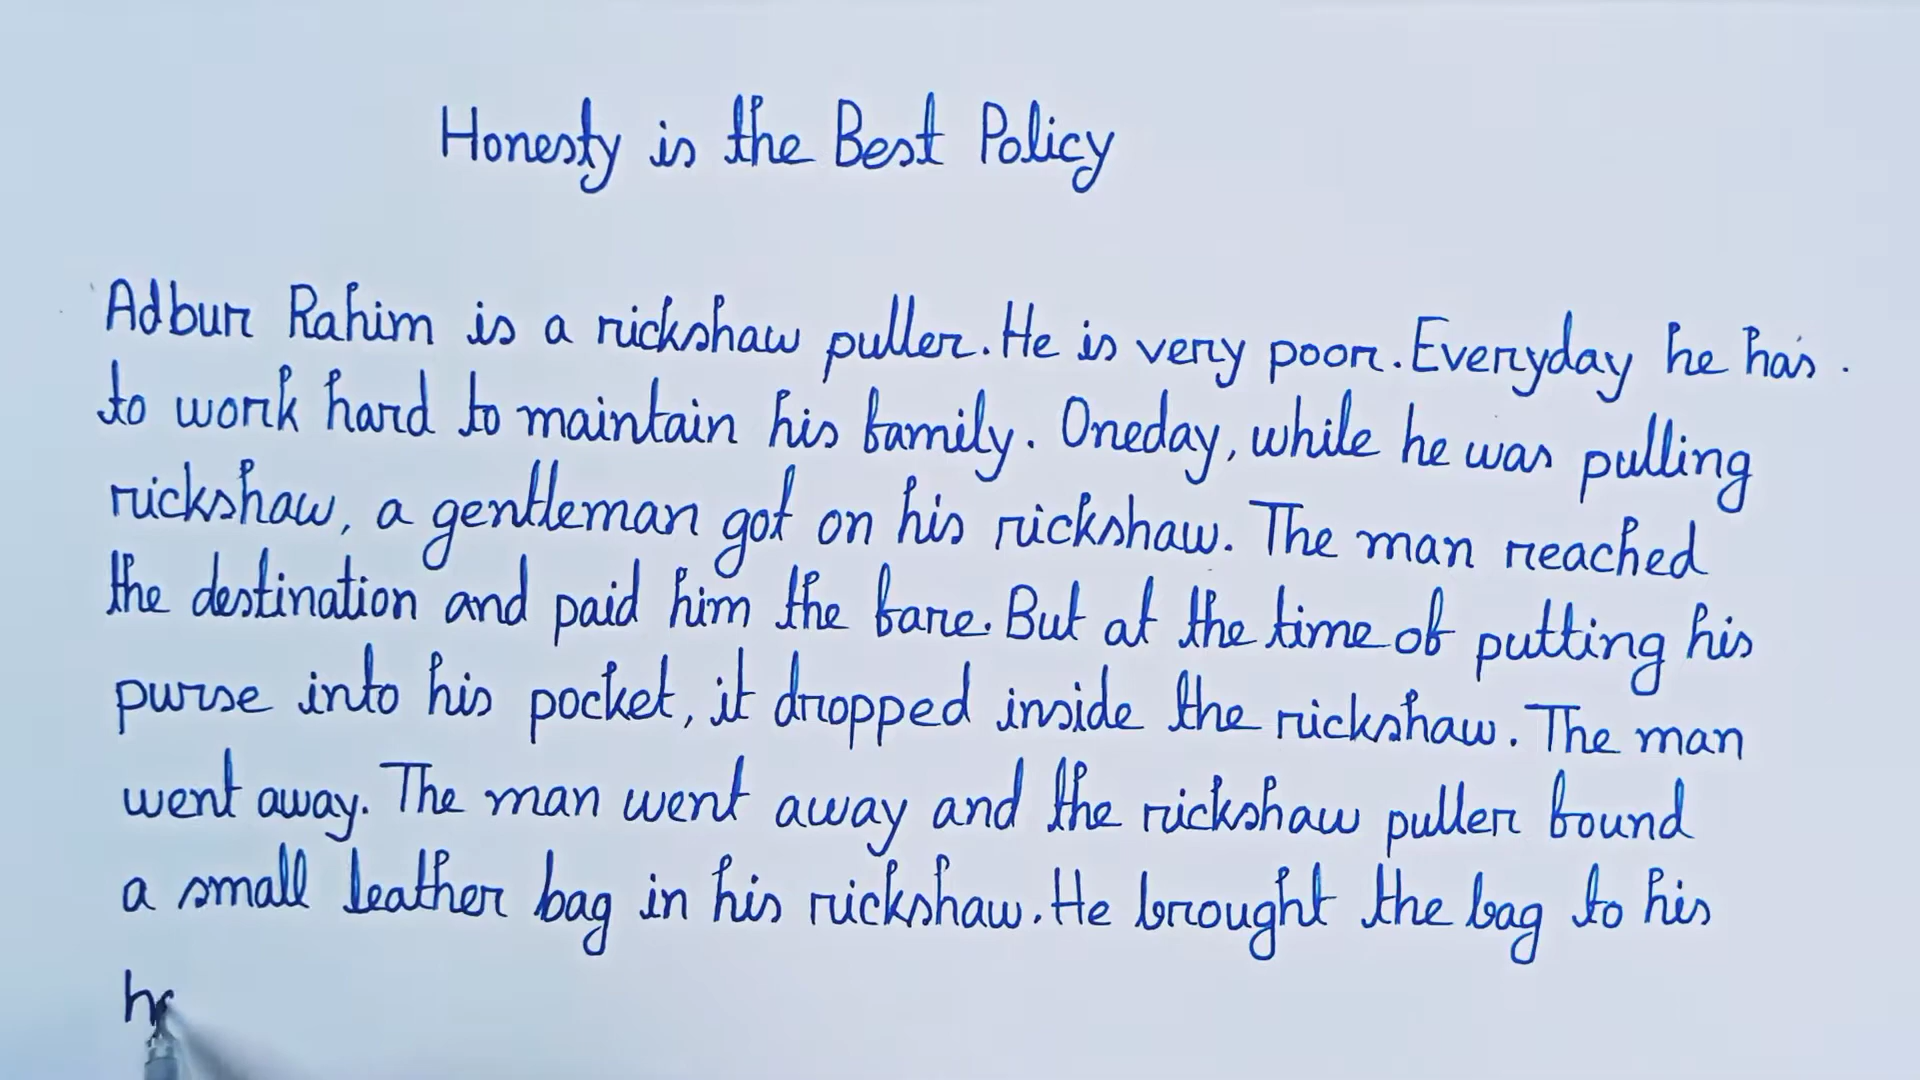 Honesty is the Best Policy
Adbur Rahim is a rickshaw puller. He is very poor. Everyday he has
to work hard to maintain his family. Oneday, while he was pulling
rickshaw, a gentleman got on his rickshaw. The man reached
the destination and paid him the fare. But at the time of putting his
purse into his pocket, it dropped inside the rickshaw. The man
went away. The man went away and the rickshaw puller found
a small leather bag in his rickshaw. He brought the bag to his